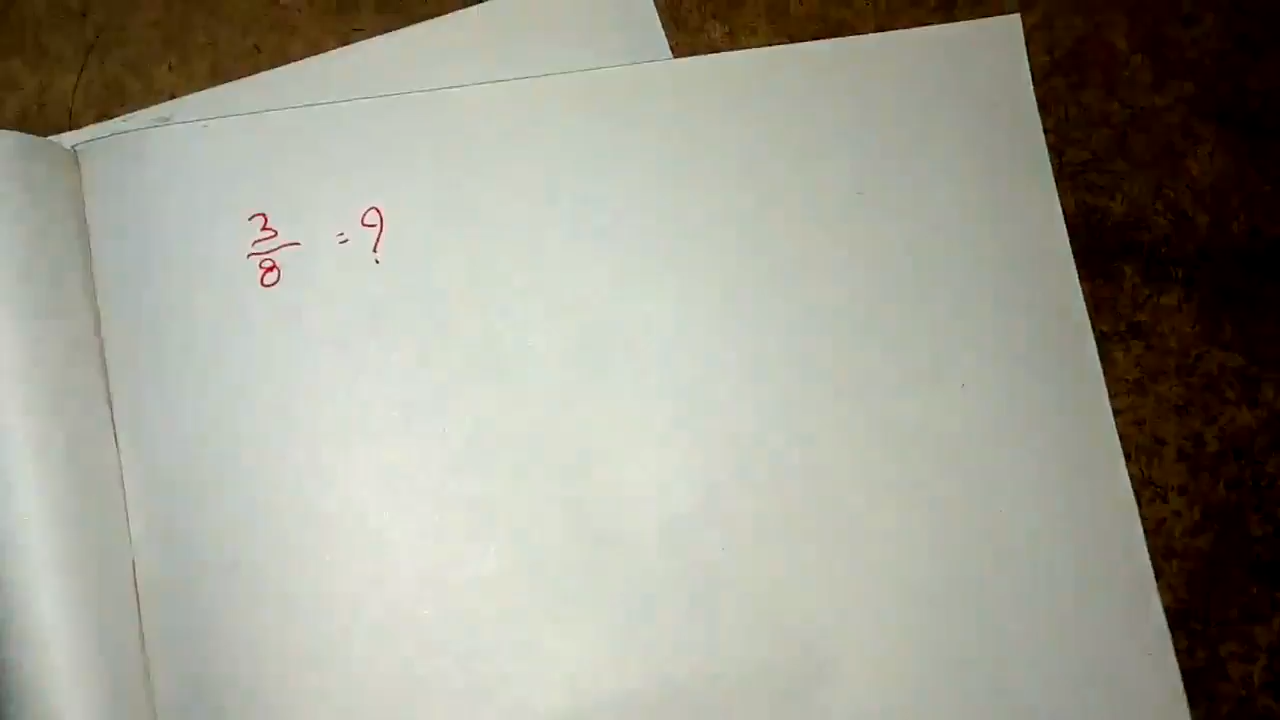 3/8 = ?